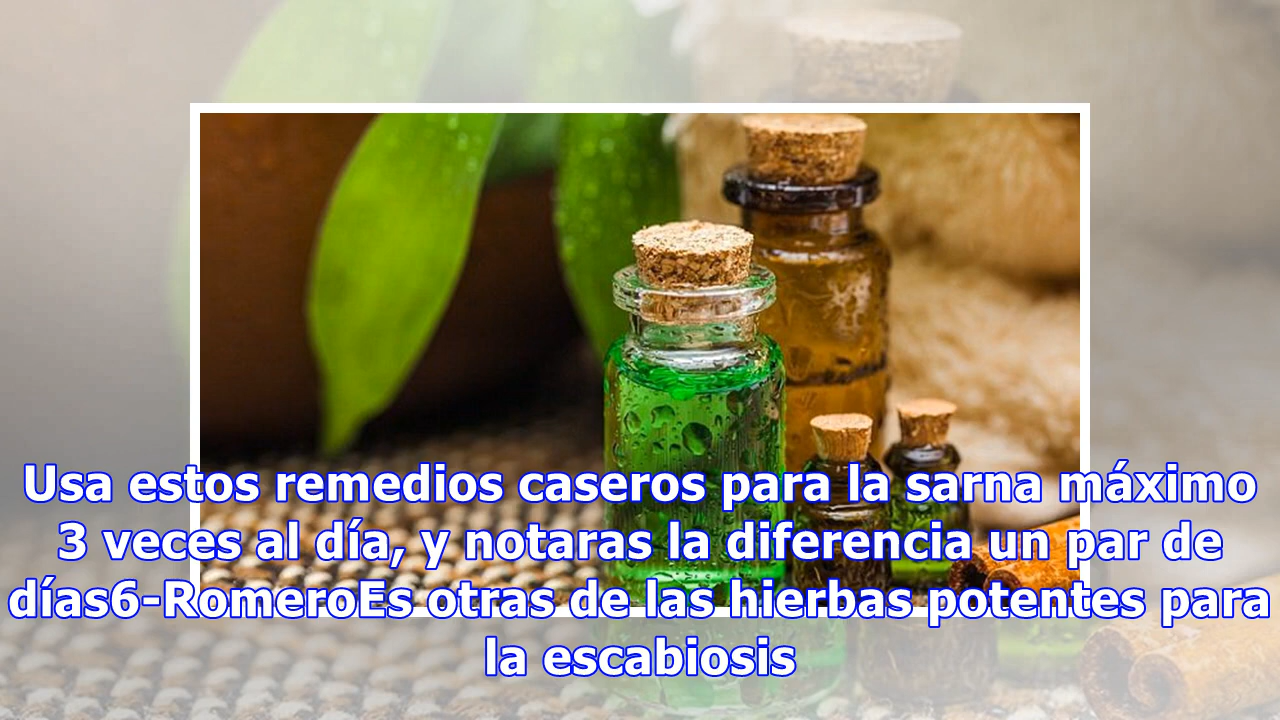 Usa estos remedios caseros para la sarna máximo
3 veces al día, y notaras la diferencia un par de
días6-RomeroEs otras de las hierbas potentes para
la escabiosis